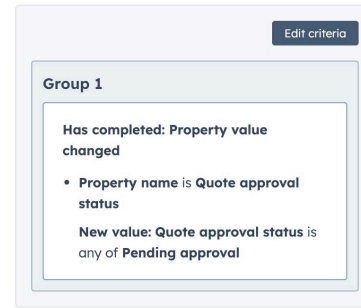 Edit criteria
Group 1
Has completed: Property value
changed
• Property name is Quote approval
status
New value: Quote approval status is
any of Pending approval